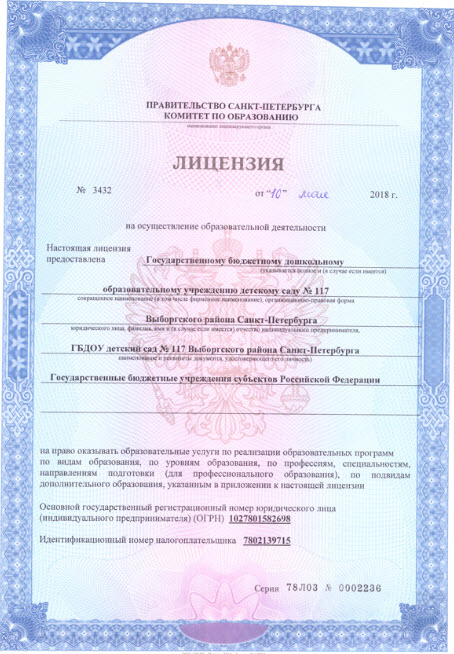 ПРАВИТЕЛЬСТВО САНКТ-ПЕТЕРБУРГА
КОМИТЕТ ПО ОБРАЗОВАНИЮ
наименование лицензирующего органа
ЛИЦЕНЗИЯ
№ 3432 от "10" мая 2018 г.
на осуществление образовательной деятельности
Настоящая лицензия
предоставлена Государственному бюджетному дошкольному
(указывается полное и (в случае если имеется)
образовательному учреждению детскому саду № 117
сокращенное наименование (в том числе фирменное наименование), организационно-правовая форма
Выборгского района Санкт-Петербурга
юридического лица, фамилия, имя и (в случае если имеется) отчество индивидуального предпринимателя,
ГБДОУ детский сад № 117 Выборгского района Санкт-Петербурга
наименование и реквизиты документа, удостоверяющего его личность)
Государственные бюджетные учреждения субъектов Российской Федерации
на право оказывать образовательные услуги по реализации образовательных программ
по видам образования, по уровням образования, по профессиям, специальностям,
направлениям подготовки (для профессионального образования), по подвидам
дополнительного образования, указанным в приложении к настоящей лицензии
Основной государственный регистрационный номер юридического лица
(индивидуального предпринимателя) (ОГРН) 1027801582698
Идентификационный номер налогоплательщика 7802139715
Серия 78Л03 № 0002236